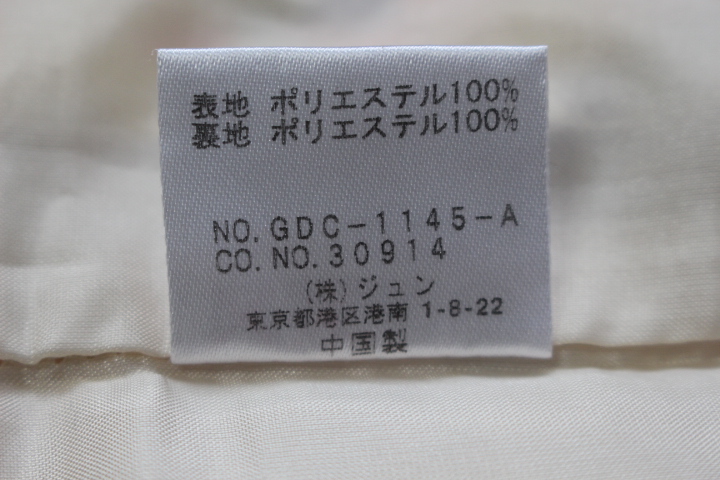 表地 ポリエステル100%
裏地 ポリエステル100%
NO.GDC-1145-A
CO.NO.30914
(株)ジュン
東京都港区港南 1-8-22
中国製